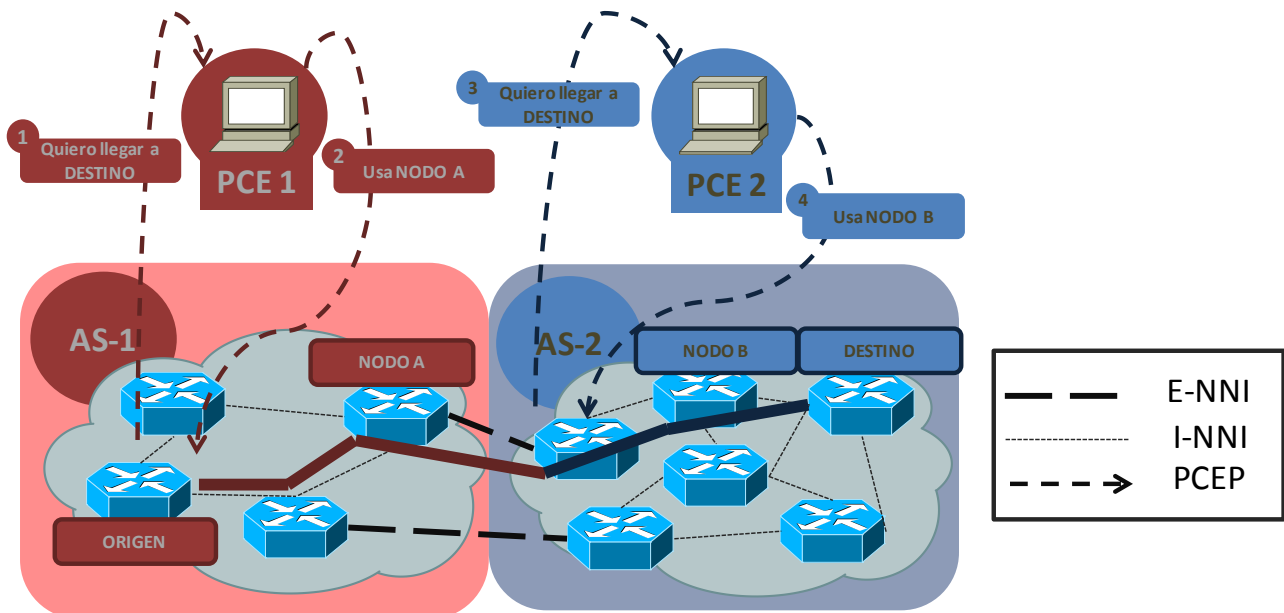 1
Quiero llegar a
DESTINO
PCE 1
2
Usa NODO A
3
Quiero llegar a
DESTINO
PCE 2
4
Usa NODO B
AS-1
NODO A
ORIGEN
AS-2
NODO B
DESTINO
E-NNI
I-NNI
PCEP